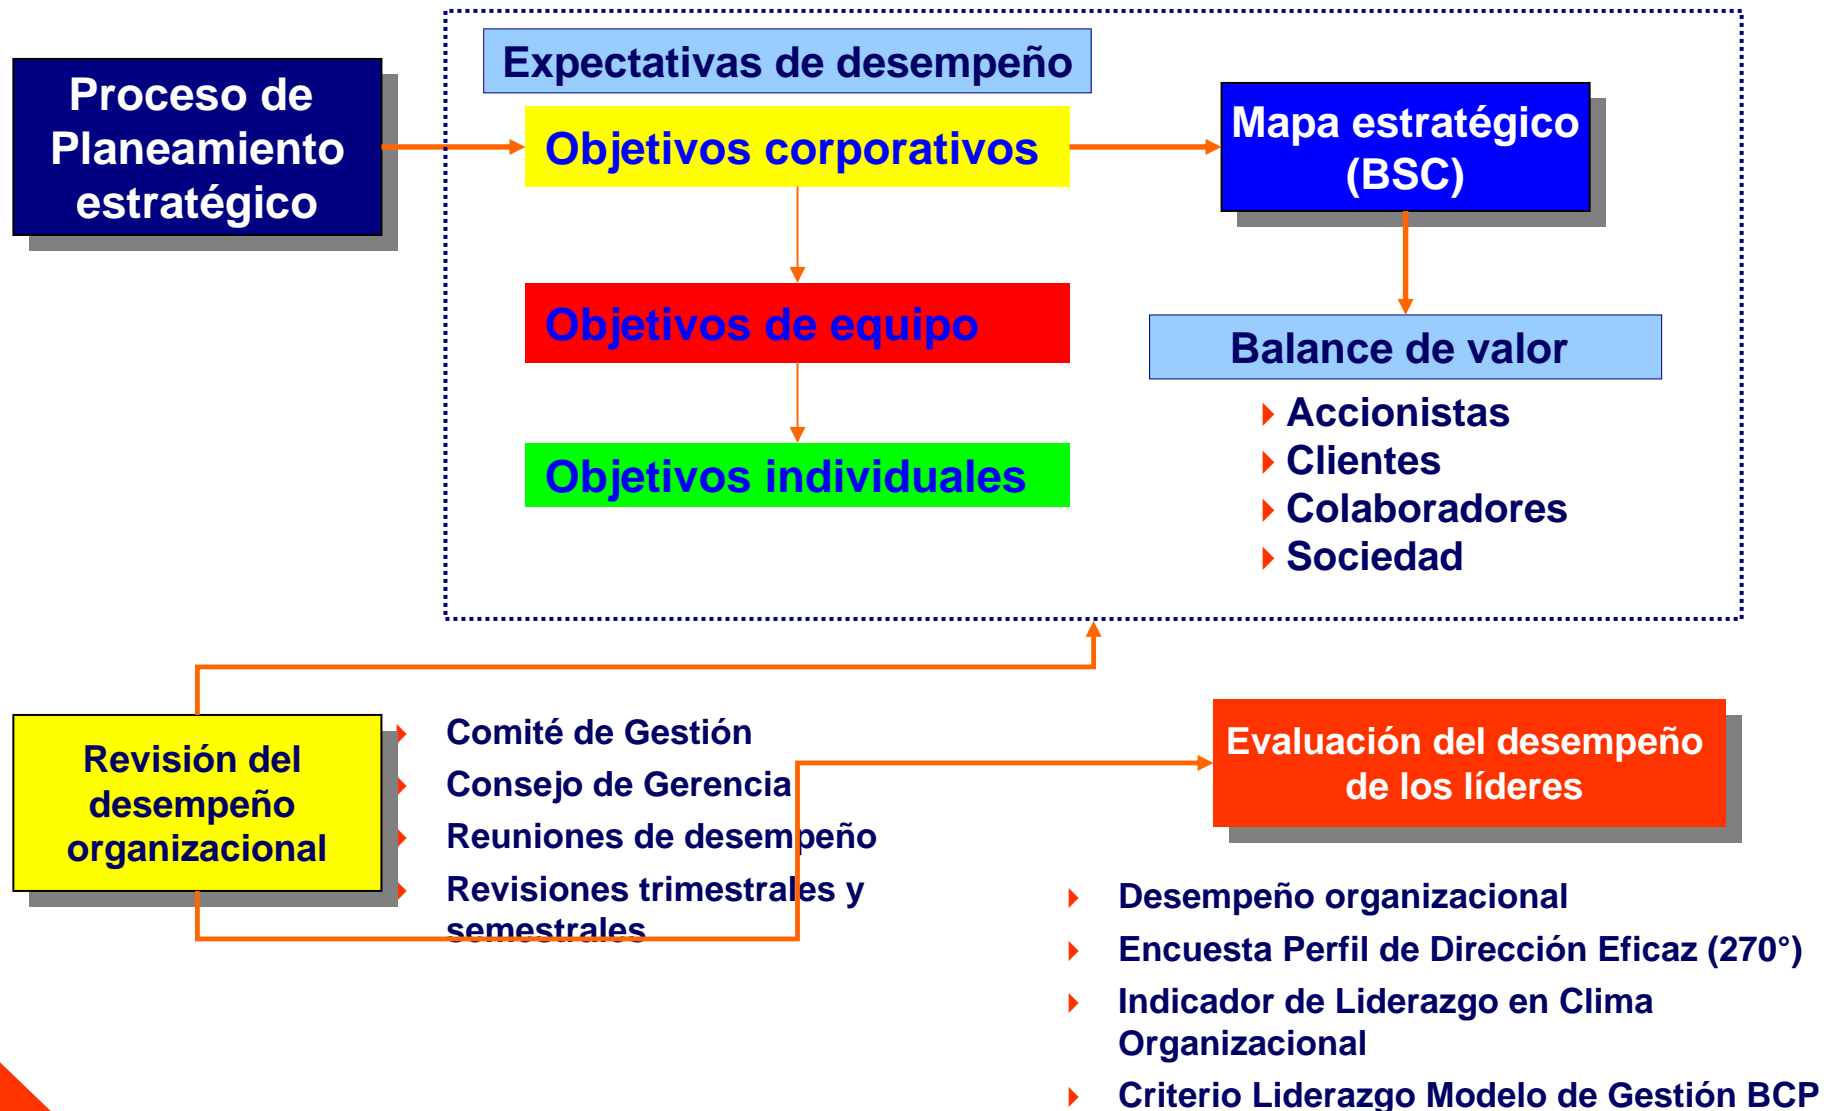 Proceso de
Planeamiento
estratégico
Expectativas de desempeño
Objetivos corporativos
Objetivos de equipo
Objetivos individuales
Mapa estratégico
(BSC)
Balance de valor
Accionistas
Clientes
Colaboradores
Sociedad
Revisión del
desempeño
organizacional
Comité de Gestión
Consejo de Gerencia
Reuniones de desempeño
Revisiones trimestrales y
semestrales
Evaluación del desempeño
de los líderes
Desempeño organizacional
Encuesta Perfil de Dirección Eficaz (270°)
Indicador de Liderazgo en Clima
Organizacional
Criterio Liderazgo Modelo de Gestión BCP